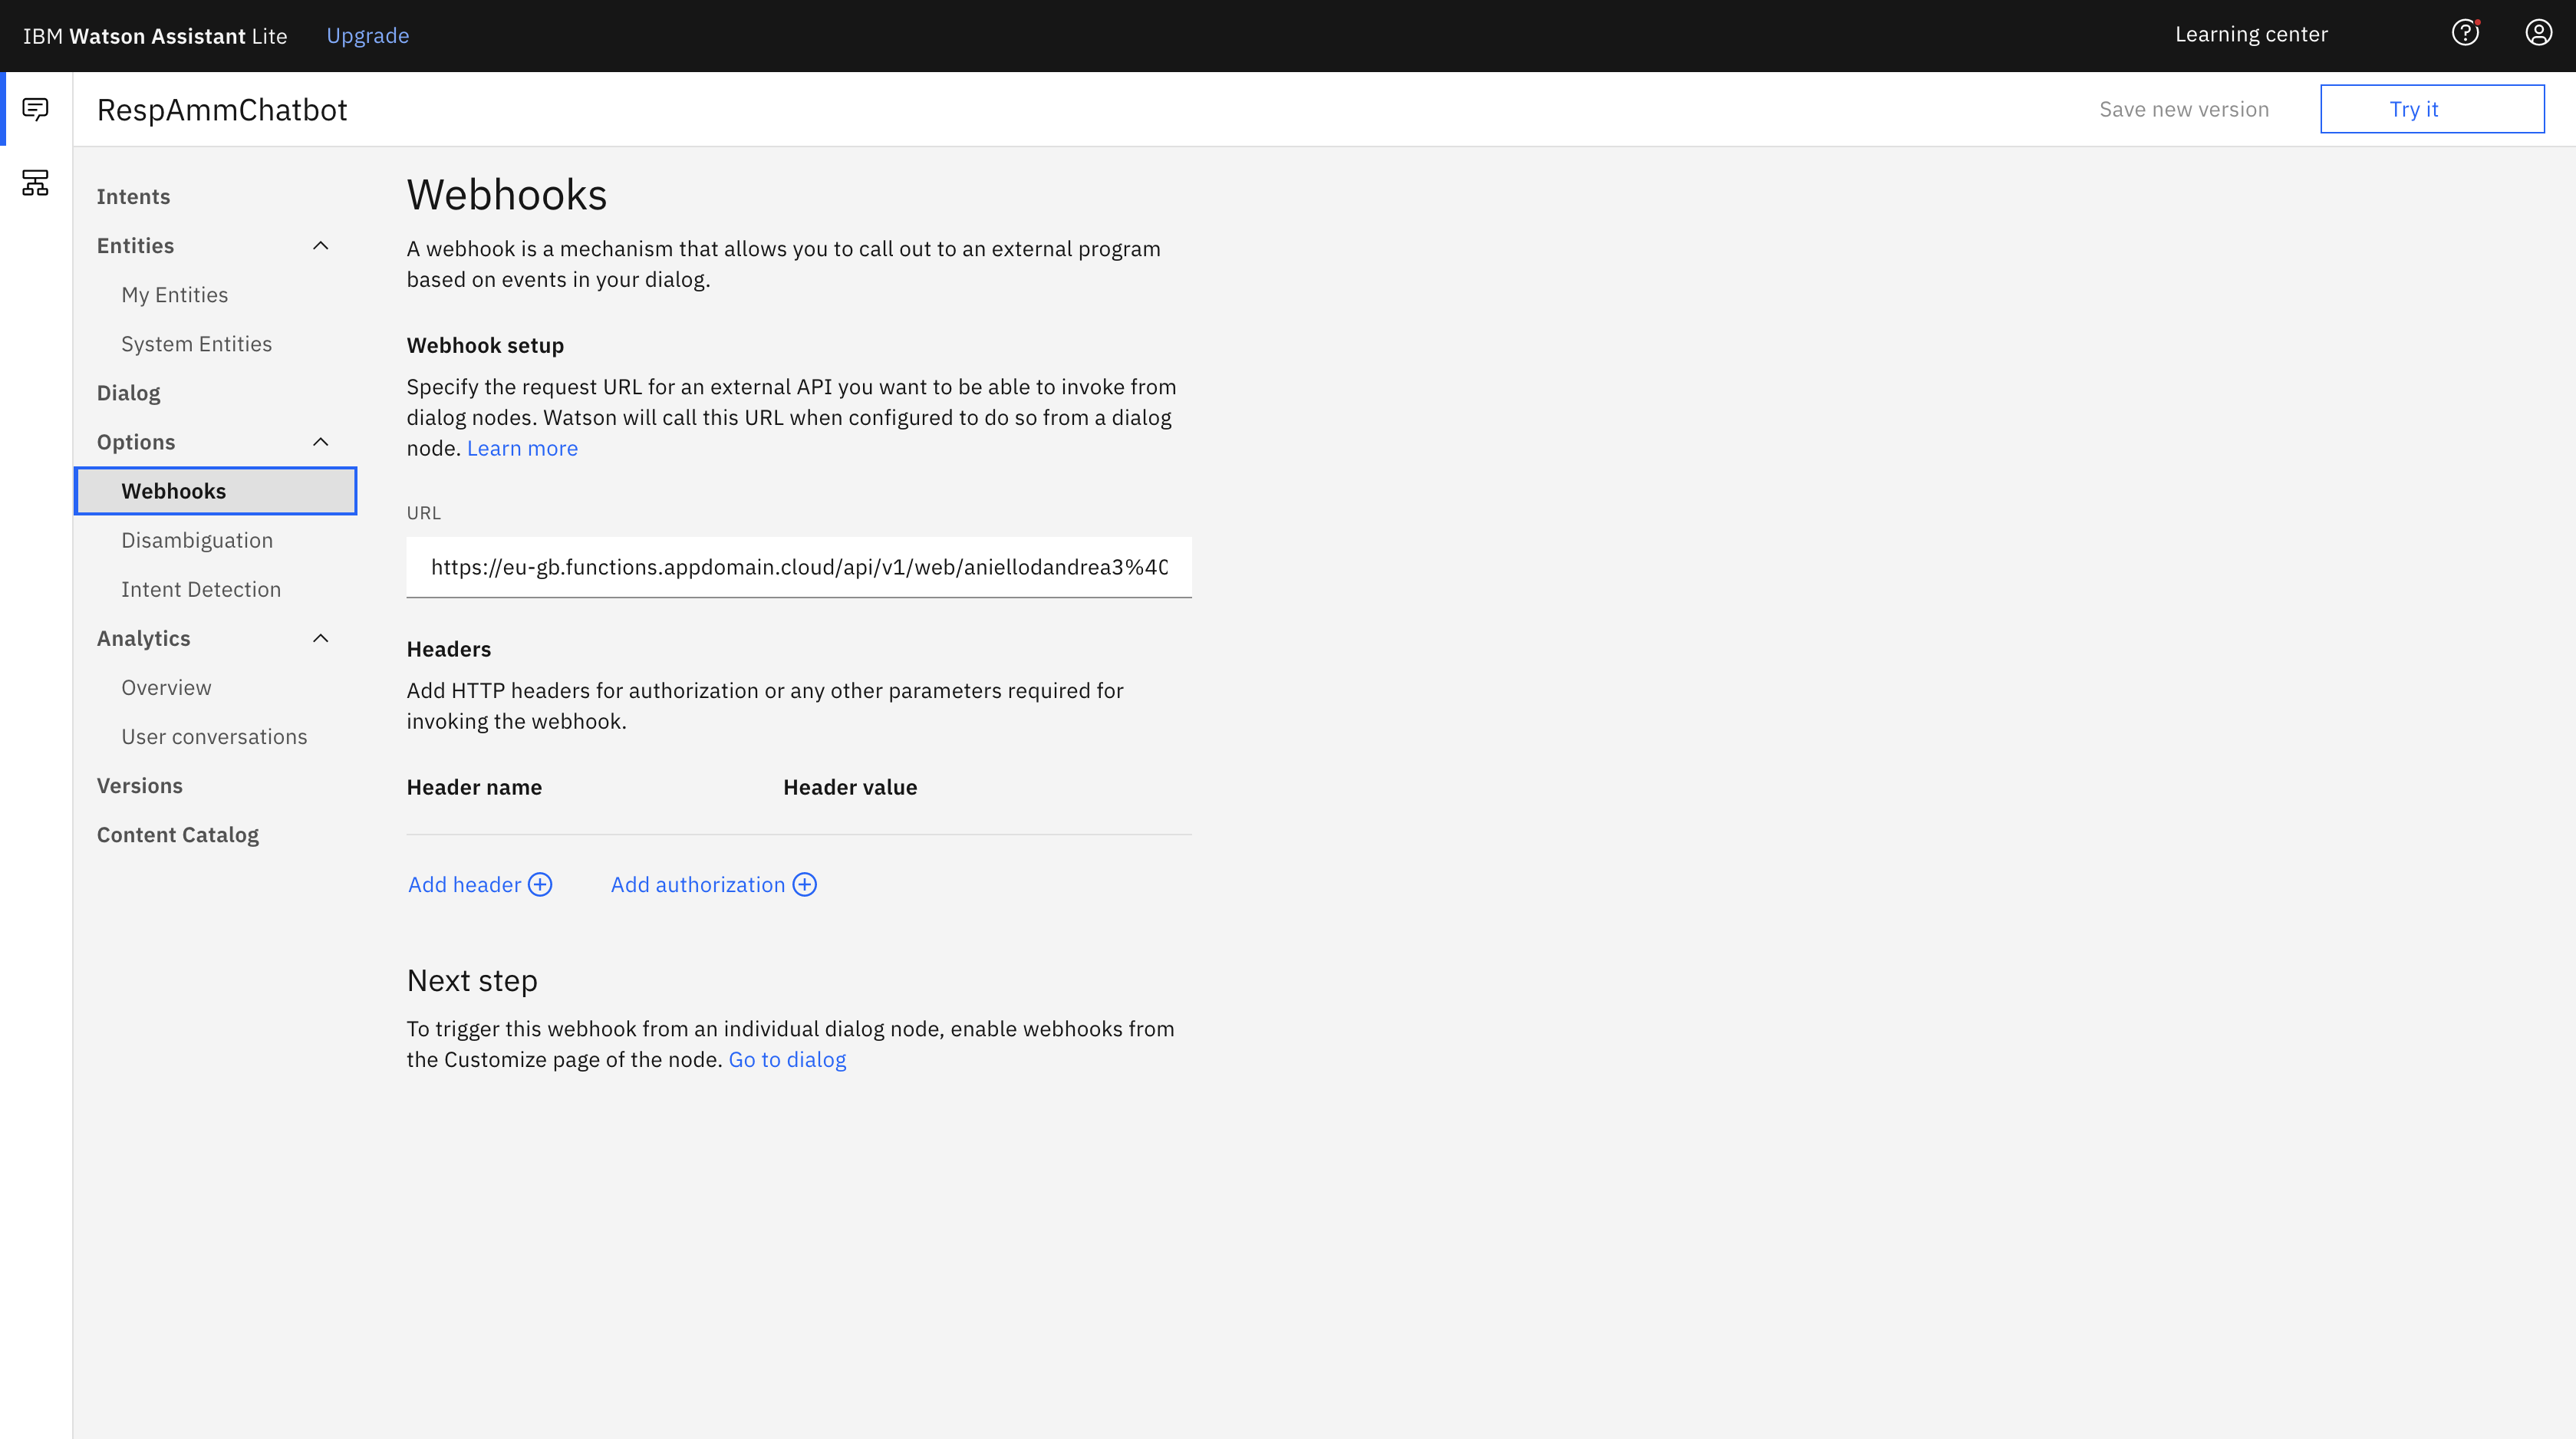 IBM Watson Assistant Lite
Upgrade
Learning center
RespAmmChatbot
Save new version
Try it
Intents
Entities
My Entities
System Entities
Dialog
Options
Webhooks
Disambiguation
Intent Detection
Analytics
Overview
User conversations
Versions
Content Catalog
Webhooks
A webhook is a mechanism that allows you to call out to an external program
based on events in your dialog.
Webhook setup
Specify the request URL for an external API you want to be able to invoke from
dialog nodes. Watson will call this URL when configured to do so from a dialog
node. Learn more
URL
https://eu-gb.functions.appdomain.cloud/api/v1/web/aniellodandrea3%40
Headers
Add HTTP headers for authorization or any other parameters required for
invoking the webhook.
Header name Header value
Add header Add authorization
Next step
To trigger this webhook from an individual dialog node, enable webhooks from
the Customize page of the node. Go to dialog